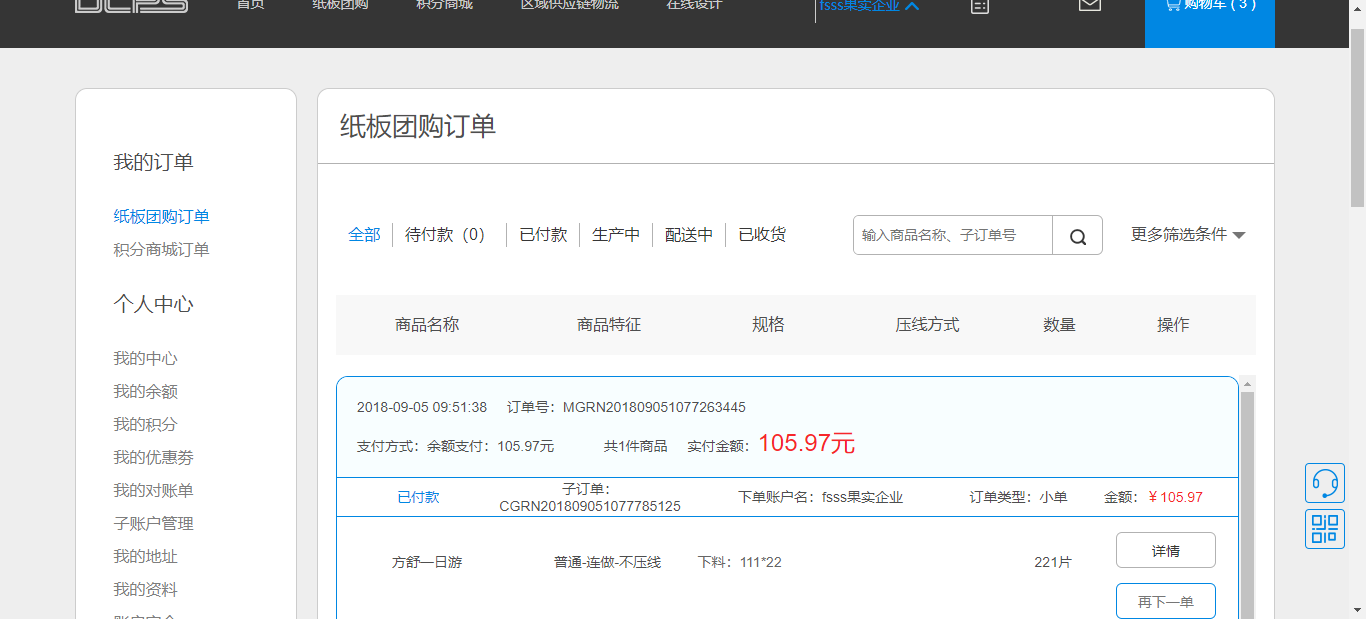 DCPS 首页 纸板团购 积分商城 区域供应链物流 在线设计 fsss果实企业 购物车 ( 3 )
我的订单
纸板团购订单
积分商城订单
个人中心
我的中心
我的余额
我的积分
我的优惠券
我的对账单
子账户管理
我的地址
我的资料
账户安全
纸板团购订单
全部 待付款（0） 已付款 生产中 配送中 已收货 输入商品名称、子订单号 更多筛选条件
商品名称 商品特征 规格 压线方式 数量 操作
2018-09-05 09:51:38 订单号：MGRN201809051077263445
支付方式：余额支付：105.97元 共1件商品 实付金额：105.97元
已付款 子订单：
CGRN201809051077785125 下单账户名：fsss果实企业 订单类型：小单 金额：￥105.97
方舒—日游 普通-连做-不压线 下料：111*22 221片 详情
再下一单